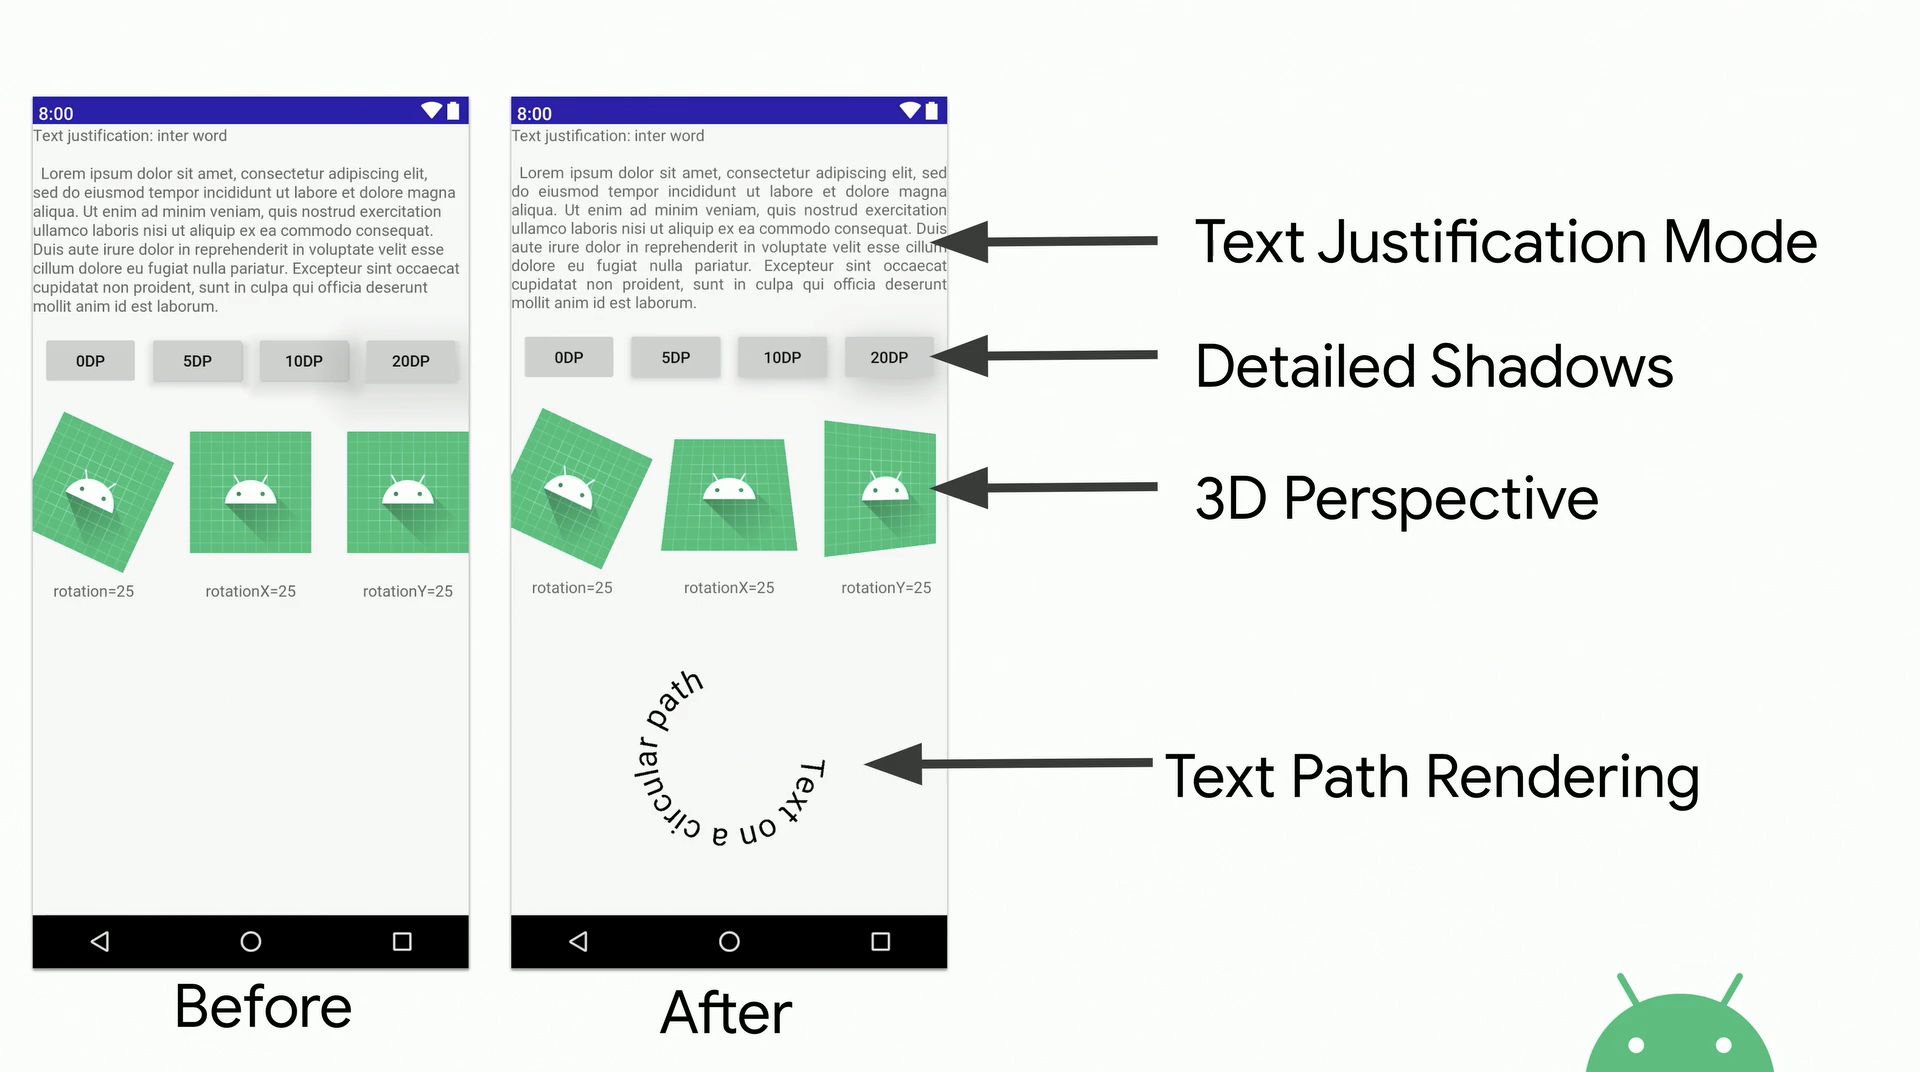 8:00
Text justification: inter word
Lorem ipsum dolor sit amet, consectetur adipiscing elit,
sed do eiusmod tempor incididunt ut labore et dolore magna
aliqua. Ut enim ad minim veniam, quis nostrud exercitation
ullamco laboris nisi ut aliquip ex ea commodo consequat.
Duis aute irure dolor in reprehenderit in voluptate velit esse
cillum dolore eu fugiat nulla pariatur. Excepteur sint occaecat
cupidatat non proident, sunt in culpa qui officia deserunt
mollit anim id est laborum.
0DP
5DP
10DP
20DP
rotation=25
rotationX=25
rotationY=25
Before
8:00
Text justification: inter word
Lorem ipsum dolor sit amet, consectetur adipiscing elit, sed
do eiusmod tempor incididunt ut labore et dolore magna
aliqua. Ut enim ad minim veniam, quis nostrud exercitation
ullamco laboris nisi ut aliquip ex ea commodo consequat. Duis
aute irure dolor in reprehenderit in voluptate velit esse cillum
dolore eu fugiat nulla pariatur. Excepteur sint occaecat
cupidatat non proident, sunt in culpa qui officia deserunt
mollit anim id est laborum.
0DP
5DP
10DP
20DP
rotation=25
rotationX=25
rotationY=25
Text on a circular path
After
Text Justification Mode
Detailed Shadows
3D Perspective
Text Path Rendering